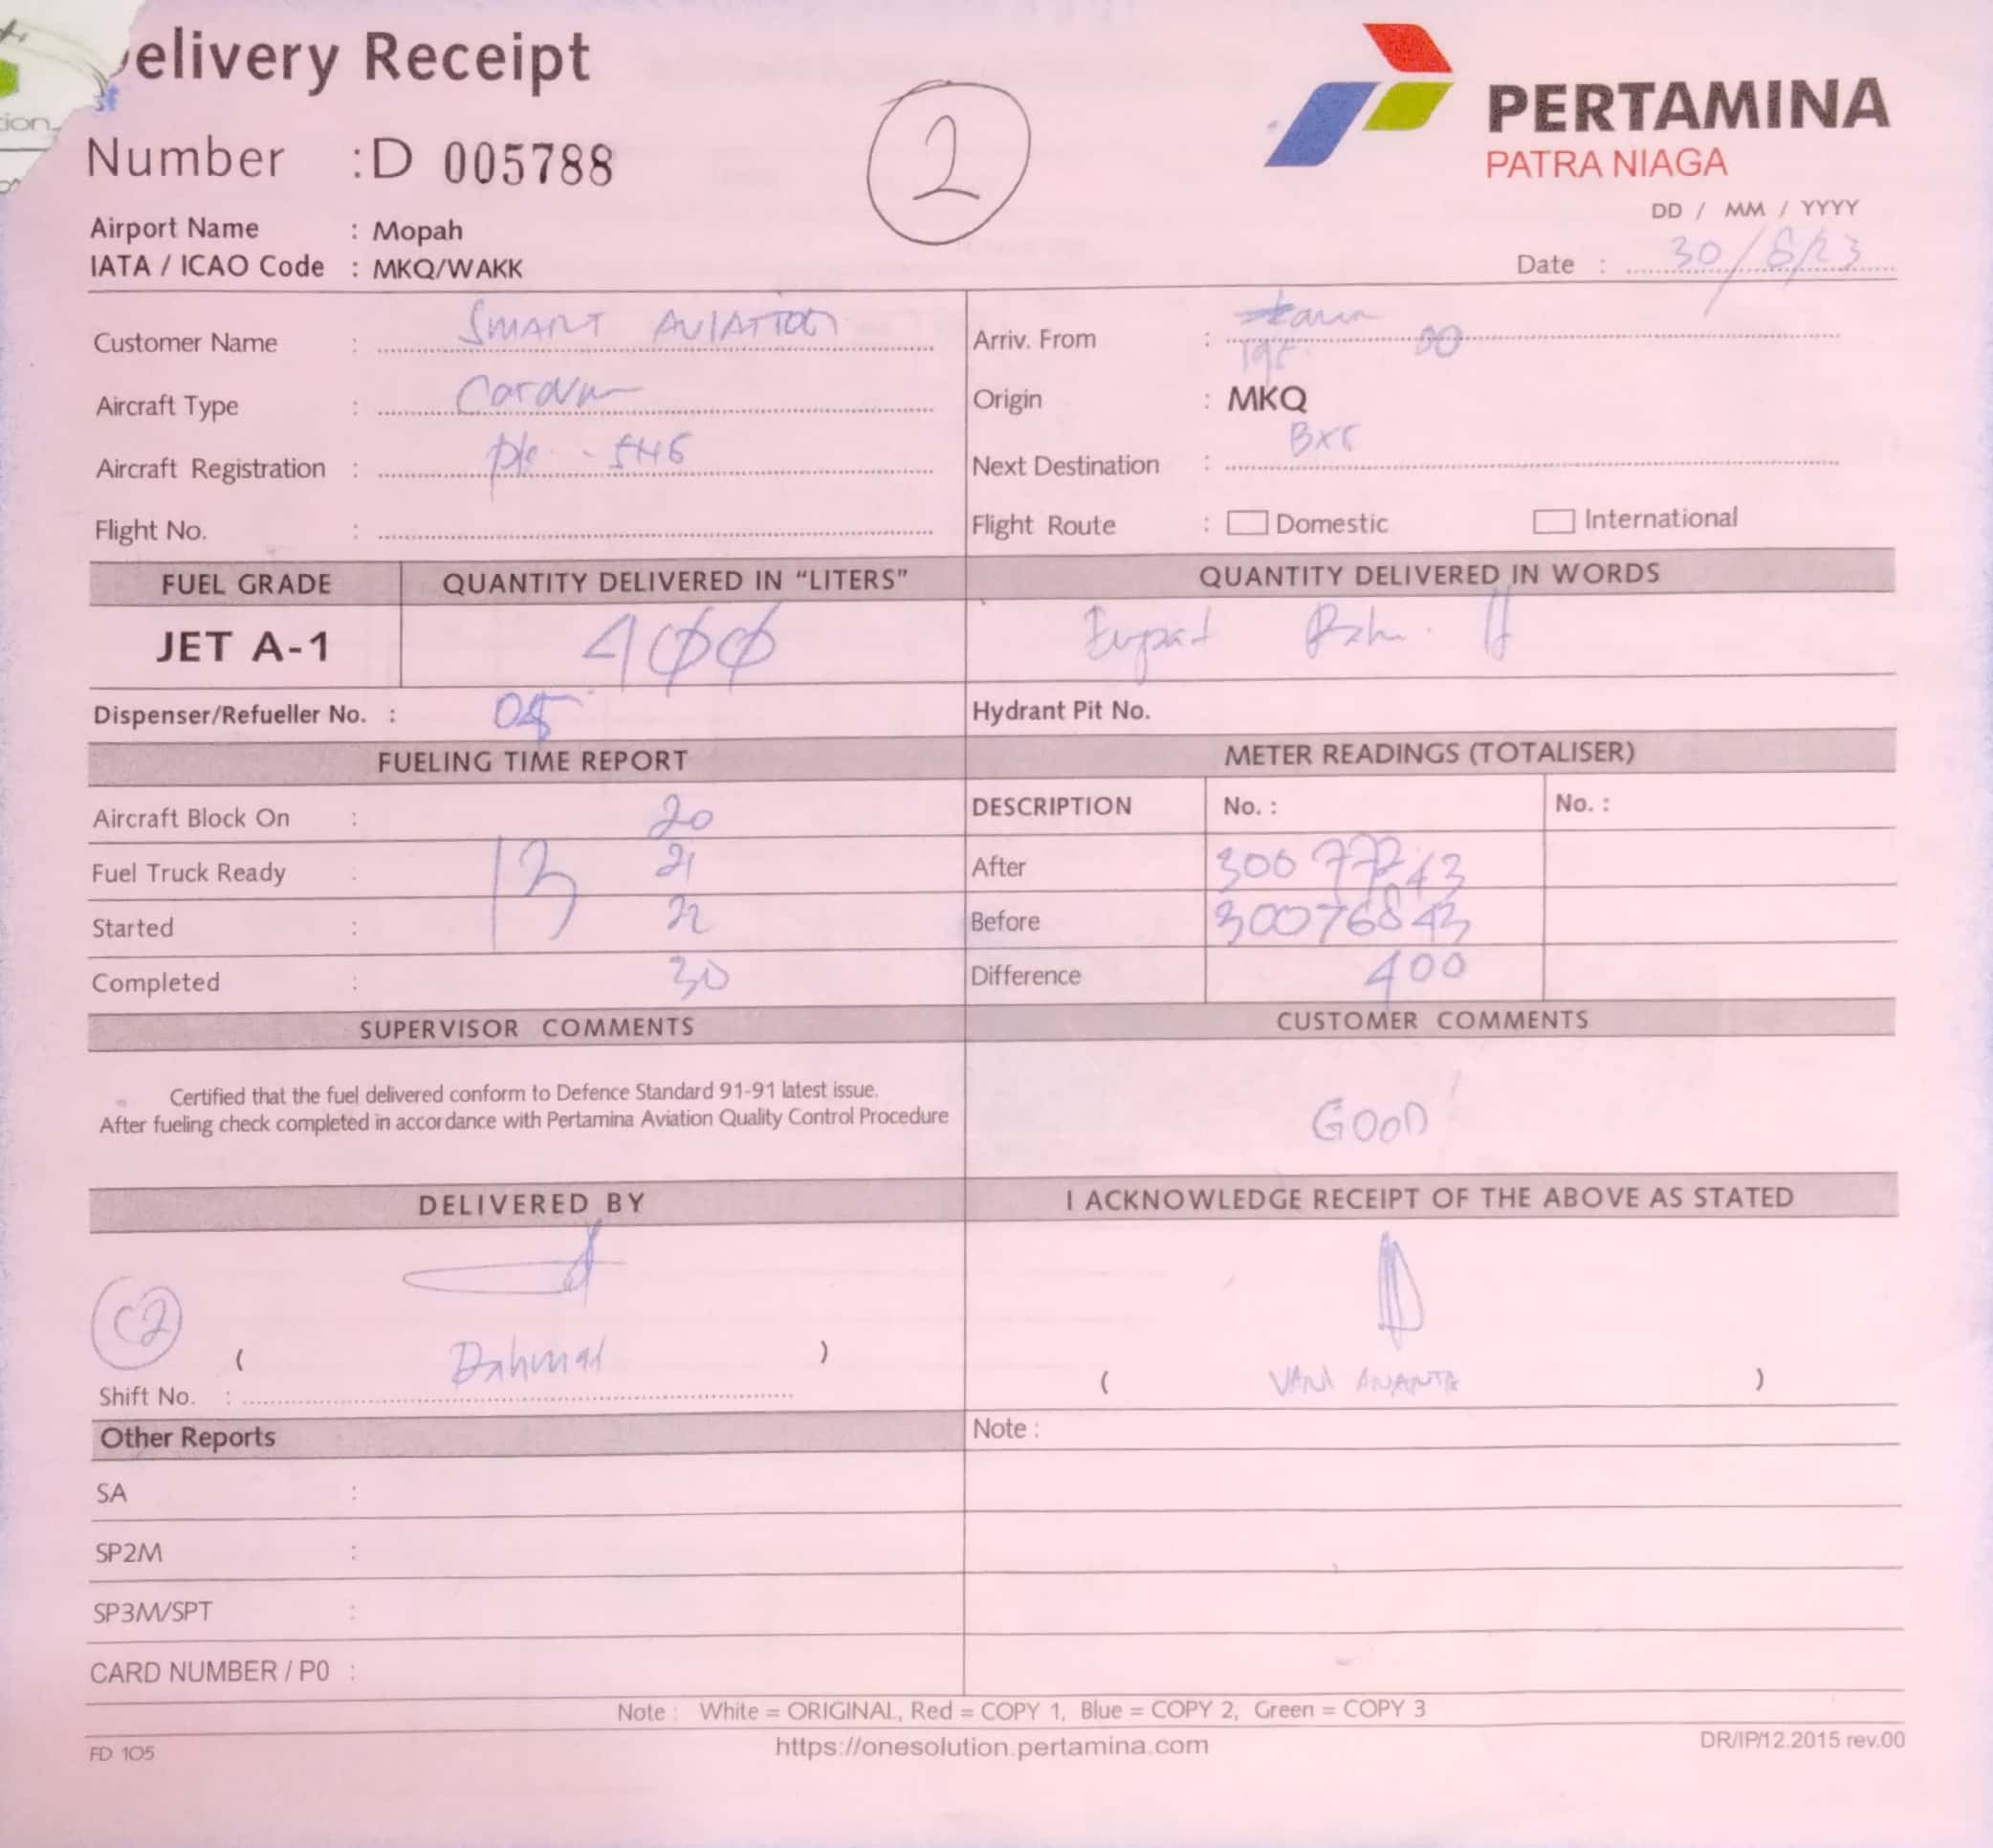 elivery Receipt
Number : D 005788
2
PERTAMINA
PATRA NIAGA
Airport Name : Mopah
IATA / ICAO Code : MKQ/WAKK
DD / MM / YYYY
Date : 30/8/23
Customer Name : SMART AVIATION
Aircraft Type : Caravan
Aircraft Registration : pk - SNG
Flight No. :
Arriv. From :
Origin : MKQ
Next Destination :
Flight Route : Domestic International
FUEL GRADE QUANTITY DELIVERED IN “LITERS” QUANTITY DELIVERED IN WORDS
JET A-1 400 Empat
Dispenser/Refueller No. : 05 Hydrant Pit No.
FUELING TIME REPORT
Aircraft Block On : 20
Fuel Truck Ready : 13 21
Started : 22
Completed : 30
METER READINGS (TOTALISER)
DESCRIPTION No. : No. :
After
Before 30076843
Difference 400
SUPERVISOR COMMENTS
Certified that the fuel delivered conform to Defence Standard 91-91 latest issue.
After fueling check completed in accordance with Pertamina Aviation Quality Control Procedure
CUSTOMER COMMENTS
GOOD
DELIVERED BY
C2
( )
Shift No. :
I ACKNOWLEDGE RECEIPT OF THE ABOVE AS STATED
( )
Other Reports
Note :
SA :
SP2M :
SP3M/SPT :
CARD NUMBER / P0 :
Note : White = ORIGINAL, Red = COPY 1, Blue = COPY 2, Green = COPY 3
FD 105
https://onesolution.pertamina.com
DR/IP/12.2015 rev.00